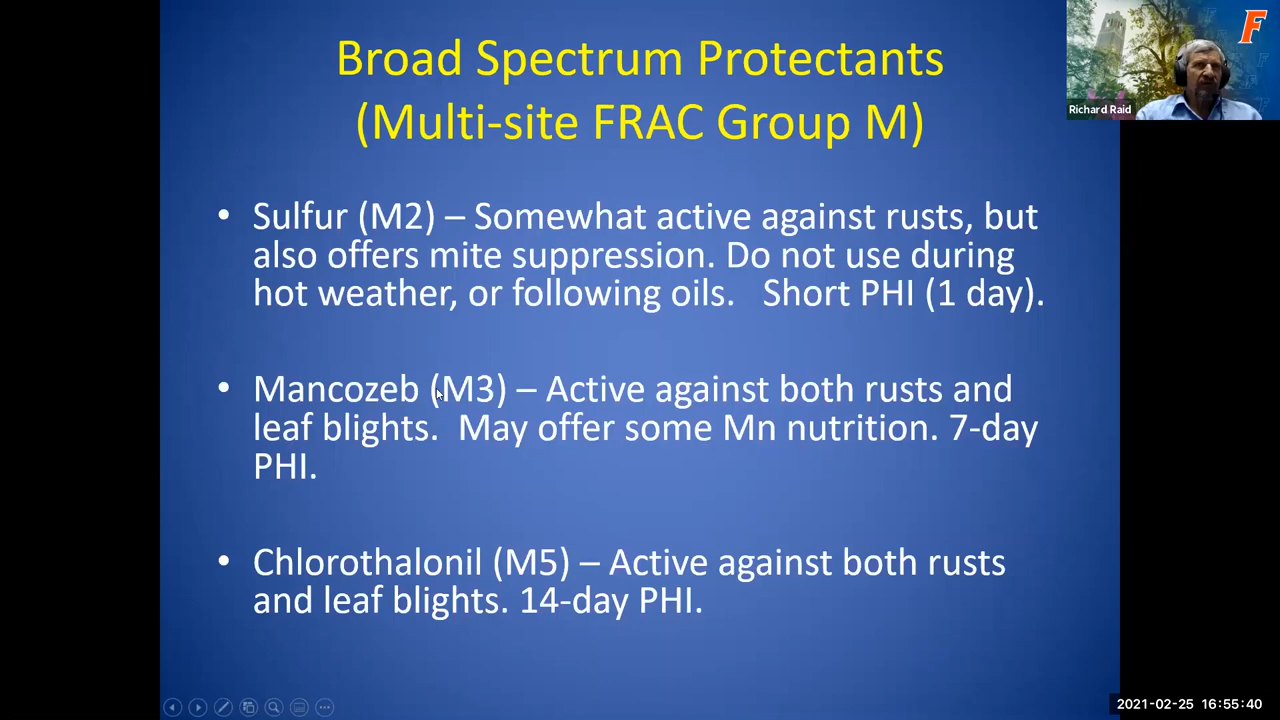 Broad Spectrum Protectants
(Multi-site FRAC Group M)
• Sulfur (M2) – Somewhat active against rusts, but
also offers mite suppression. Do not use during
hot weather, or following oils.   Short PHI (1 day).
• Mancozeb (M3) – Active against both rusts and
leaf blights.  May offer some Mn nutrition. 7-day
PHI.
• Chlorothalonil (M5) – Active against both rusts
and leaf blights. 14-day PHI.
F
Richard Raid
2021-02-25 16:55:40